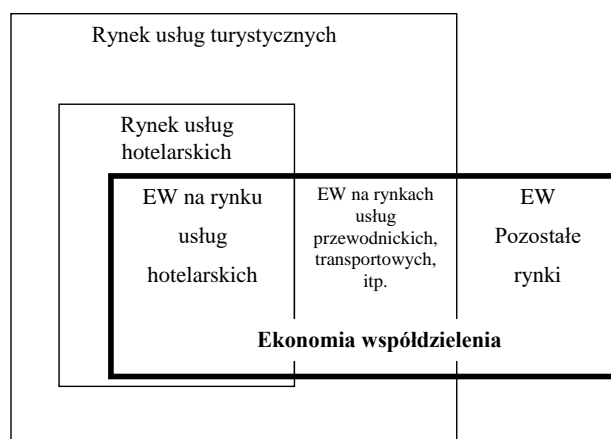 Rynek usług turystycznych
Rynek usług
hotelarskich
EW na rynku
usług
hotelarskich
EW na rynkach
usług
przewodnickich,
transportowych,
itp.
EW
Pozostałe
rynki
Ekonomia współdzielenia